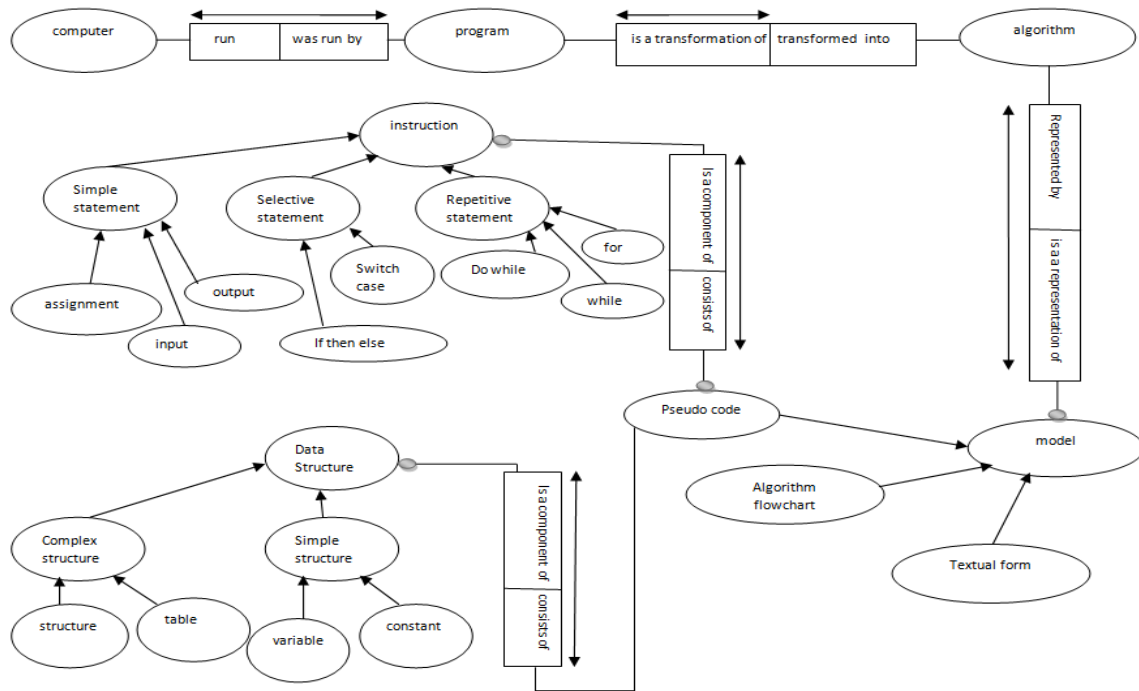 computer
run
was run by
program
is a transformation of
transformed into
algorithm
instruction
Represented by
is a a representation of
Is a component of
consists of
Simple
statement
Selective
statement
Repetitive
statement
for
Switch
case
Do while
while
output
assignment
input
If then else
Pseudo code
model
Data
Structure
Algorithm
flowchart
Is a component of
consists of
Complex
structure
Simple
structure
Textual form
structure
table
variable
constant